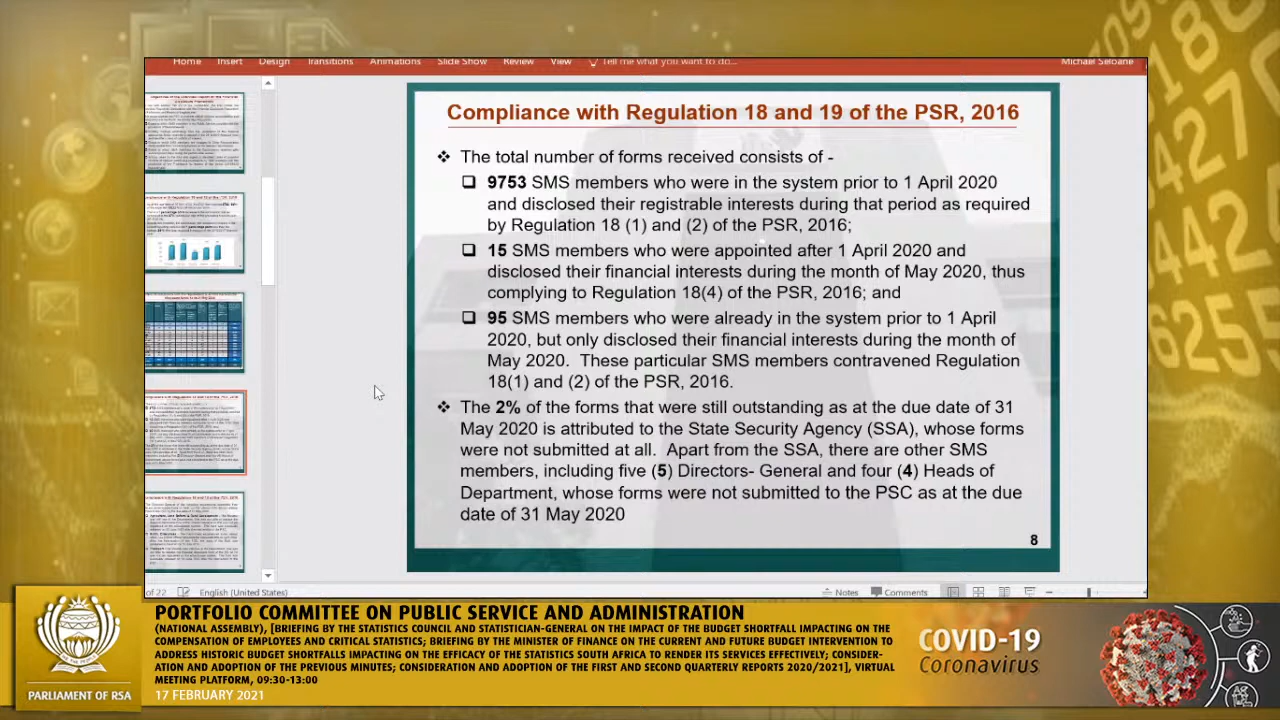 Home Insert Design Transitions Animations Slide Show Review View Tell me what you want to do... Michael Seloane
Compliance with Regulation 18 and 19 of the PSR, 2016
The total number of forms received consists of -
9753 SMS members who were in the system prior to 1 April 2020
and disclosed their registrable interests during that period as required
by Regulation 18 (1) and (2) of the PSR, 2016;
15 SMS members who were appointed after 1 April 2020 and
disclosed their financial interests during the month of May 2020, thus
complying to Regulation 18(4) of the PSR, 2016; and
95 SMS members who were already in the system prior to 1 April
2020, but only disclosed their financial interests during the month of
May 2020. These particular SMS members contravened Regulation
18(1) and (2) of the PSR, 2016.
The 2% of the forms that were still outstanding as at the due date of 31
May 2020 is attributed to the State Security Agency (SSA) whose forms
were not submitted at all. Apart from the SSA, there are other SMS
members, including five (5) Directors- General and four (4) Heads of
Department, whose forms were not submitted to the PSC as at the due
date of 31 May 2020
8
of 22 English (United States) Notes Comments
PORTFOLIO COMMITTEE ON PUBLIC SERVICE AND ADMINISTRATION
(NATIONAL ASSEMBLY), [BRIEFING BY THE STATISTICS COUNCIL AND STATISTICIAN-GENERAL ON THE IMPACT OF THE BUDGET SHORTFALL IMPACTING ON THE
COMPENSATION OF EMPLOYEES AND CRITICAL STATISTICS; BRIEFING BY THE MINISTER OF FINANCE ON THE CURRENT AND FUTURE BUDGET INTERVENTION TO
ADDRESS HISTORIC BUDGET SHORTFALLS IMPACTING ON THE EFFICACY OF THE STATISTICS SOUTH AFRICA TO RENDER ITS SERVICES EFFECTIVELY; CONSIDER-
ATION AND ADOPTION OF THE PREVIOUS MINUTES; CONSIDERATION AND ADOPTION OF THE FIRST AND SECOND QUARTERLY REPORTS 2020/2021], VIRTUAL
MEETING PLATFORM, 09:30-13:00
17 FEBRUARY 2021
PARLIAMENT OF RSA
COVID-19
Coronavirus